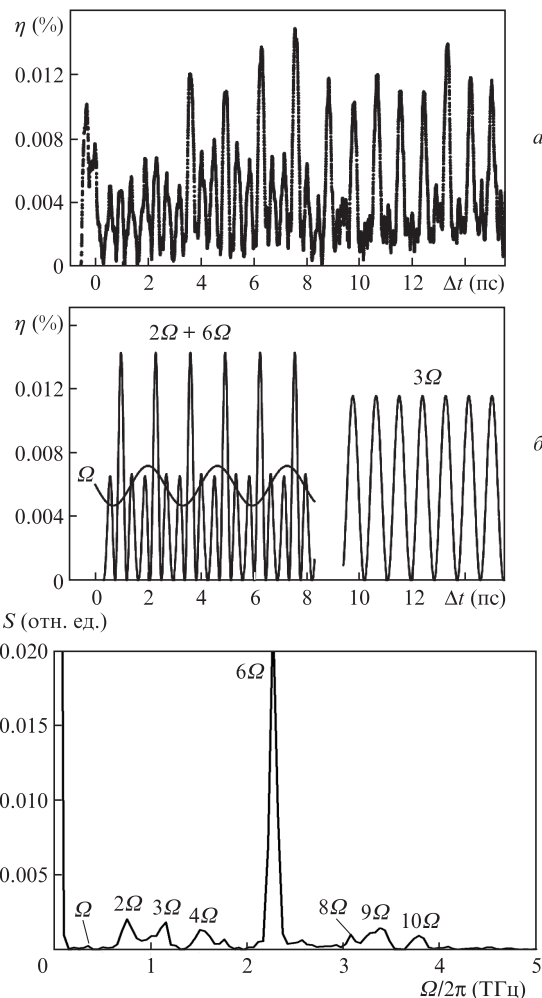 η (%)
0.012
0.008
0.004
0
0 2 4 6 8 10 12 Δt (пс)
а
η (%)
2Ω + 6Ω
3Ω
0.012
0.008
Ω
0.004
0
0 2 4 6 8 10 12 Δt (пс)
б
S (отн. ед.)
0.020
6Ω
0.015
0.010
0.005
Ω 2Ω 3Ω 4Ω 8Ω 9Ω 10Ω
0 1 2 3 4 5
Ω/2π (ТГц)